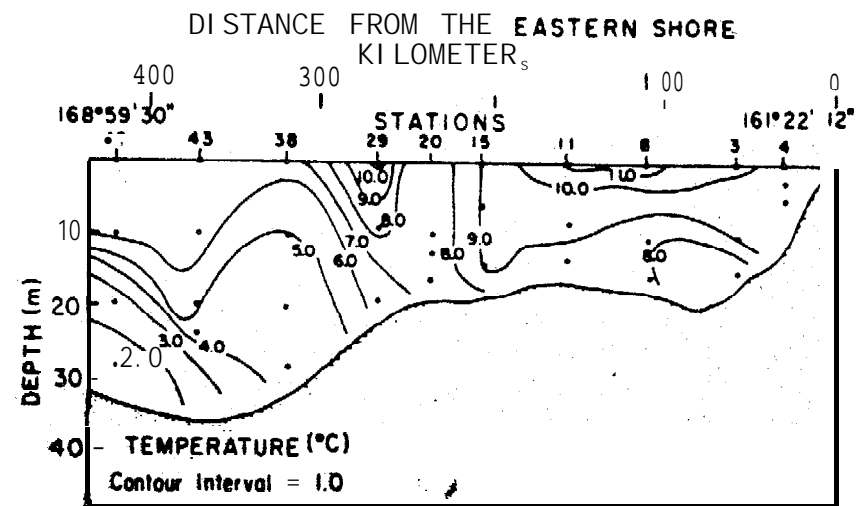 DISTANCE FROM THE EASTERN SHORE
KILOMETERs
400 300 100 0
168°59'30" STATIONS 161°22' 12"
43 38 29 20 15 11 8 3 4
10.0 11.0
10.0
9.0
8.0
10 7.0 9.0
5.0 6.0 8.0 8.0
20
3.0 4.0
2.0
30
DEPTH (m)
40 TEMPERATURE (°C)
Contour Interval = 1.0